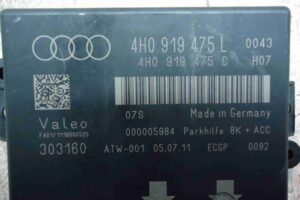 4H0 919 475 L 0043
4H0 919 475 C H07
07S Made in Germany
Valeo
000005984 Parkhilfe 8K + ACC
303160 ATW-001 05.07.11 ECGP 0092